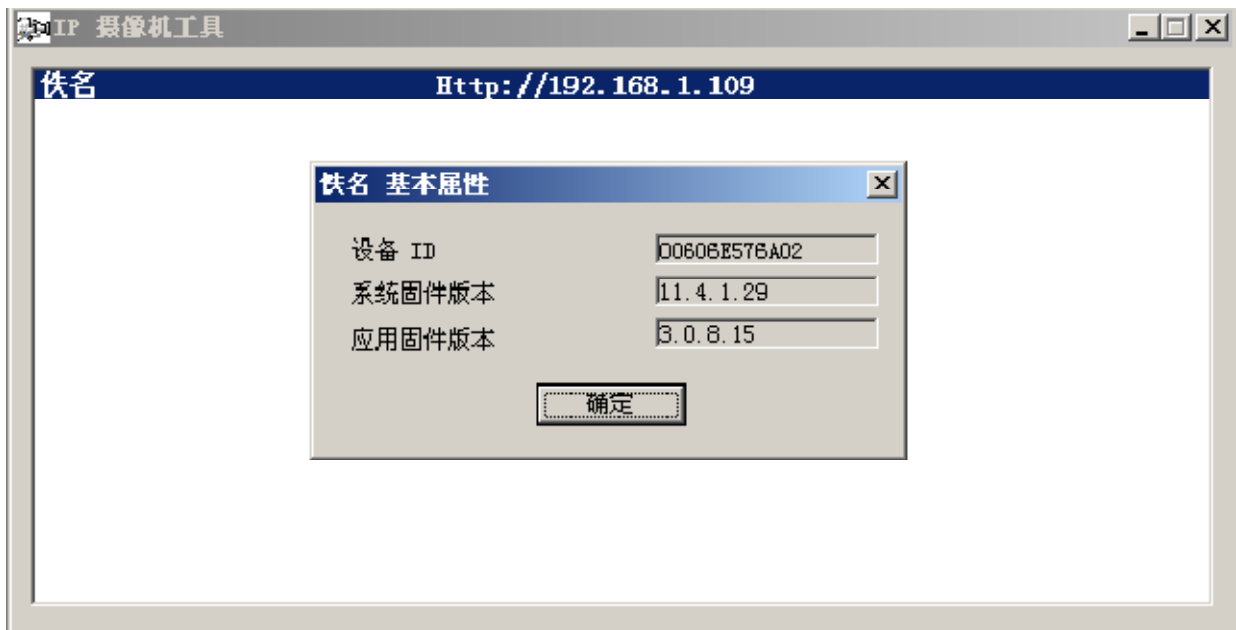 IP 摄像机工具
佚名 Http://192.168.1.109
佚名 基本属性
设备 ID 00606E576A02
系统固件版本 11.4.1.29
应用固件版本 3.0.8.15
确定